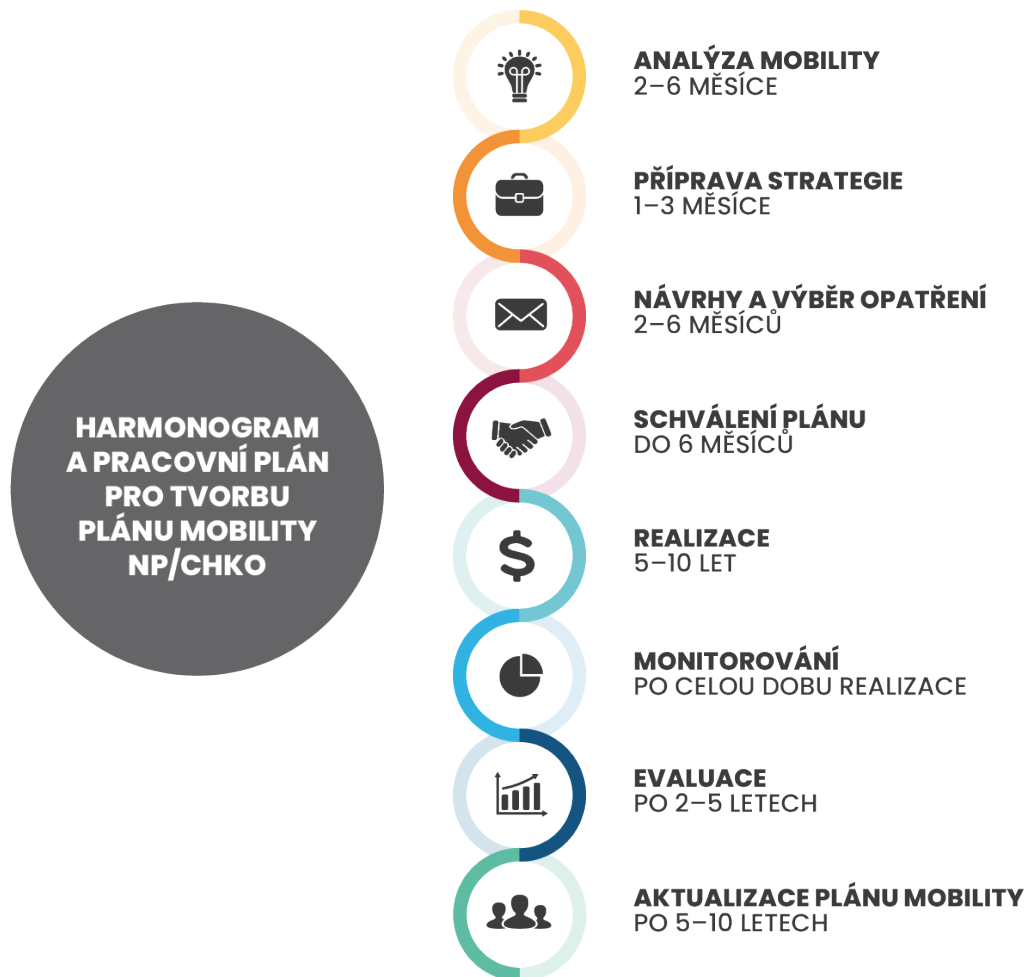 HARMONOGRAM
A PRACOVNÍ PLÁN
PRO TVORBU
PLÁNU MOBILITY
NP/CHKO
ANALÝZA MOBILITY
2–6 MĚSÍCE
PŘÍPRAVA STRATEGIE
1–3 MĚSÍCE
NÁVRHY A VÝBĚR OPATŘENÍ
2–6 MĚSÍCŮ
SCHVÁLENÍ PLÁNU
DO 6 MĚSÍCŮ
REALIZACE
5–10 LET
MONITOROVÁNÍ
PO CELOU DOBU REALIZACE
EVALUACE
PO 2–5 LETECH
AKTUALIZACE PLÁNU MOBILITY
PO 5–10 LETECH